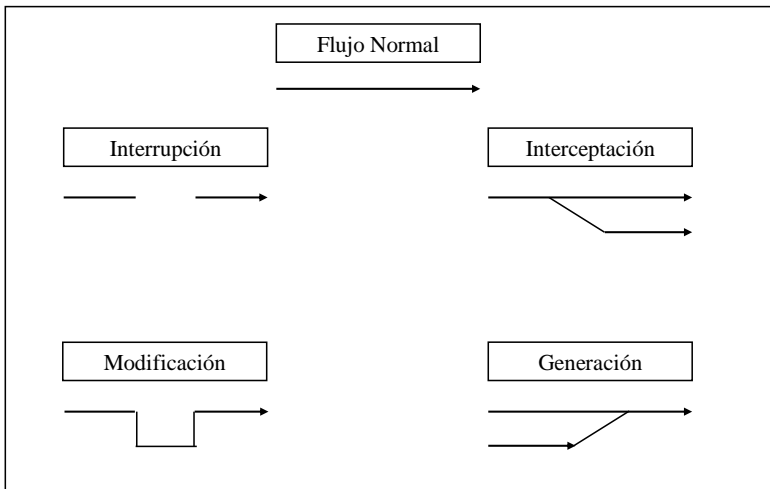 Flujo Normal
Interrupción
Interceptación
Modificación
Generación